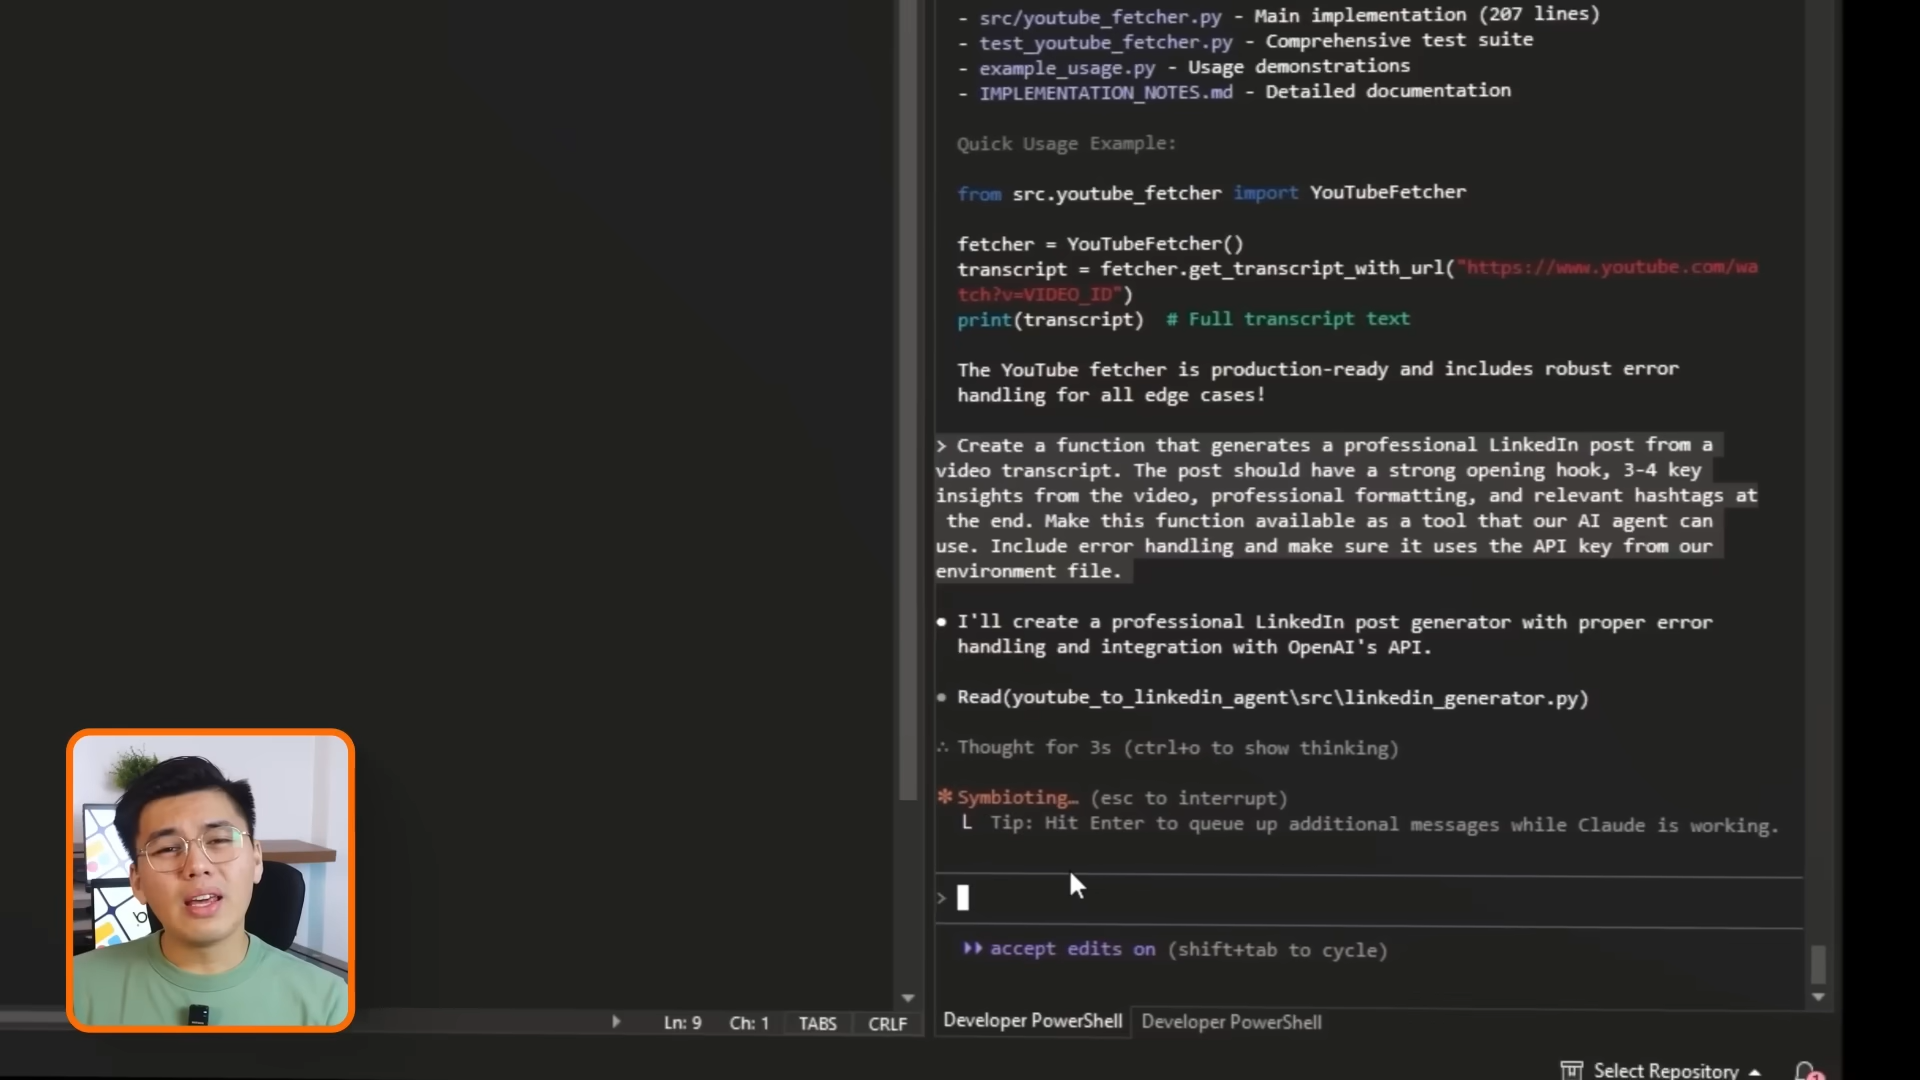 - src/youtube_fetcher.py - Main implementation (207 lines)
- test_youtube_fetcher.py - Comprehensive test suite
- example_usage.py - Usage demonstrations
- IMPLEMENTATION_NOTES.md - Detailed documentation
Quick Usage Example:
from src.youtube_fetcher import YouTubeFetcher
fetcher = YouTubeFetcher()
transcript = fetcher.get_transcript_with_url("https://www.youtube.com/wa
tch?v=VIDEO_ID")
print(transcript)  # Full transcript text
The YouTube fetcher is production-ready and includes robust error
handling for all edge cases!
> Create a function that generates a professional LinkedIn post from a
video transcript. The post should have a strong opening hook, 3-4 key
insights from the video, professional formatting, and relevant hashtags at
the end. Make this function available as a tool that our AI agent can
use. Include error handling and make sure it uses the API key from our
environment file.
● I'll create a professional LinkedIn post generator with proper error
handling and integration with OpenAI's API.
● Read(youtube_to_linkedin_agent\src\linkedin_generator.py)
∴ Thought for 3s (ctrl+o to show thinking)
* Symbioting… (esc to interrupt)
L Tip: Hit Enter to queue up additional messages while Claude is working.
>
⏵⏵ accept edits on (shift+tab to cycle)
Ln: 9 Ch: 1 TABS CRLF
Developer PowerShell Developer PowerShell
Select Repository